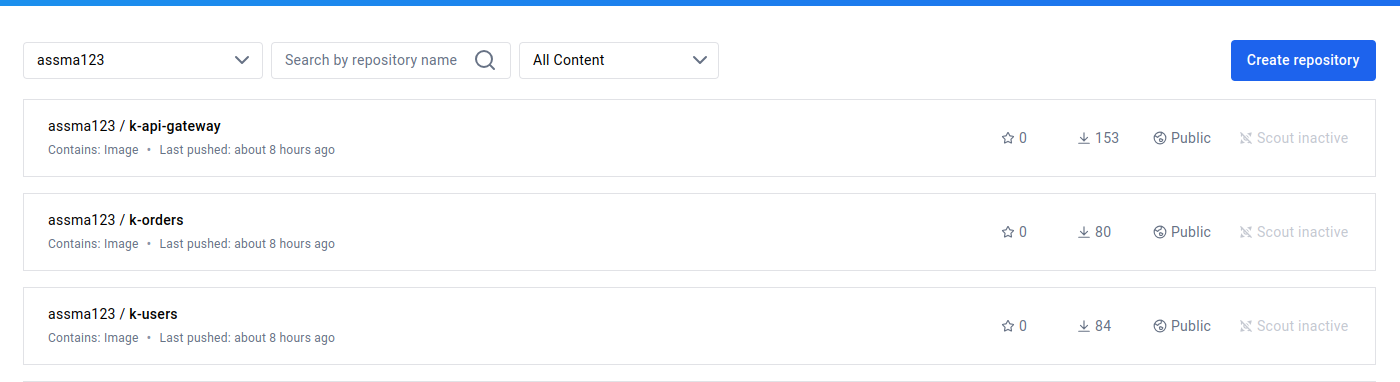 assma123 Search by repository name All Content Create repository
assma123 / k-api-gateway
Contains: Image • Last pushed: about 8 hours ago
0 153 Public Scout inactive
assma123 / k-orders
Contains: Image • Last pushed: about 8 hours ago
0 80 Public Scout inactive
assma123 / k-users
Contains: Image • Last pushed: about 8 hours ago
0 84 Public Scout inactive